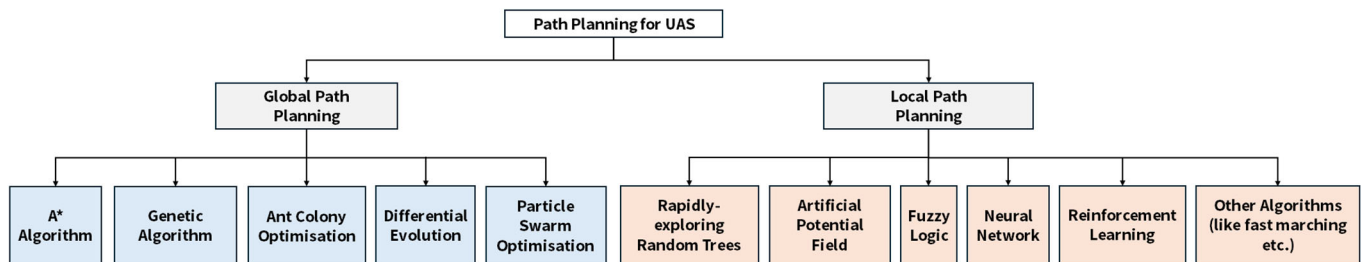 Path Planning for UAS
Global Path
Planning
Local Path
Planning
A*
Algorithm
Genetic
Algorithm
Ant Colony
Optimisation
Differential
Evolution
Particle
Swarm
Optimisation
Rapidly-
exploring
Random Trees
Artificial
Potential
Field
Fuzzy
Logic
Neural
Network
Reinforcement
Learning
Other Algorithms
(like fast marching
etc.)